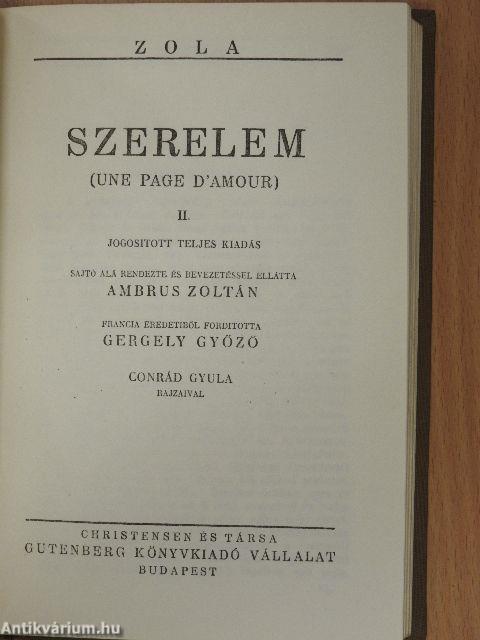 ZOLA
SZERELEM
(UNE PAGE D'AMOUR)
II.
JOGOSITOTT TELJES KIADÁS
SAJTÓ ALÁ RENDEZTE ÉS BEVEZETÉSSEL ELLÁTTA
AMBRUS ZOLTÁN
FRANCIA EREDETIBŐL FORDITOTTA
GERGELY GYŐZŐ
CONRÁD GYULA
RAJZAIVAL
CHRISTENSEN ÉS TÁRSA
GUTENBERG KÖNYVKIADÓ VÁLLALAT
BUDAPEST
Antikvárium.hu